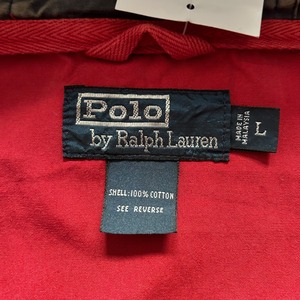 Polo
by Ralph Lauren
MADE IN
MALAYSIA
L
SHELL: 100% COTTON
SEE REVERSE